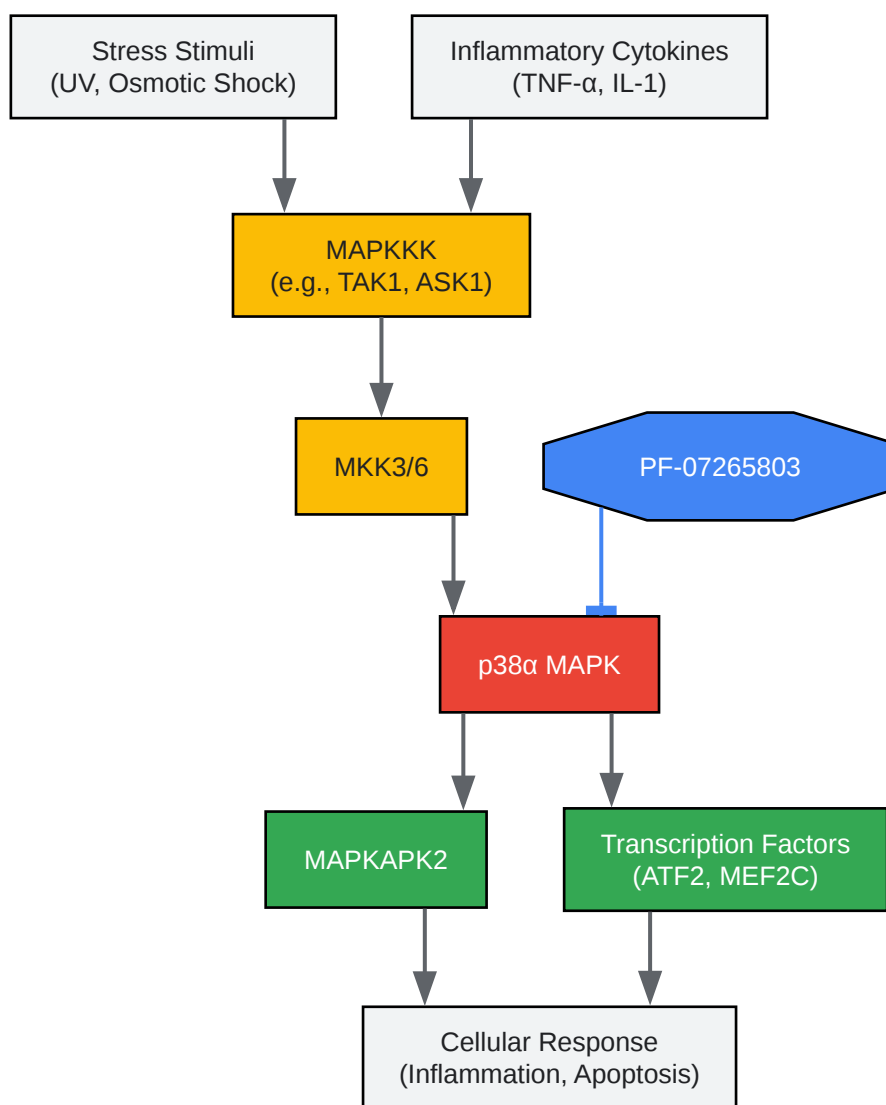 Stress Stimuli
(UV, Osmotic Shock)
Inflammatory Cytokines
(TNF-α, IL-1)
MAPKKK
(e.g., TAK1, ASK1)
MKK3/6
PF-07265803
p38α MAPK
MAPKAPK2
Transcription Factors
(ATF2, MEF2C)
Cellular Response
(Inflammation, Apoptosis)